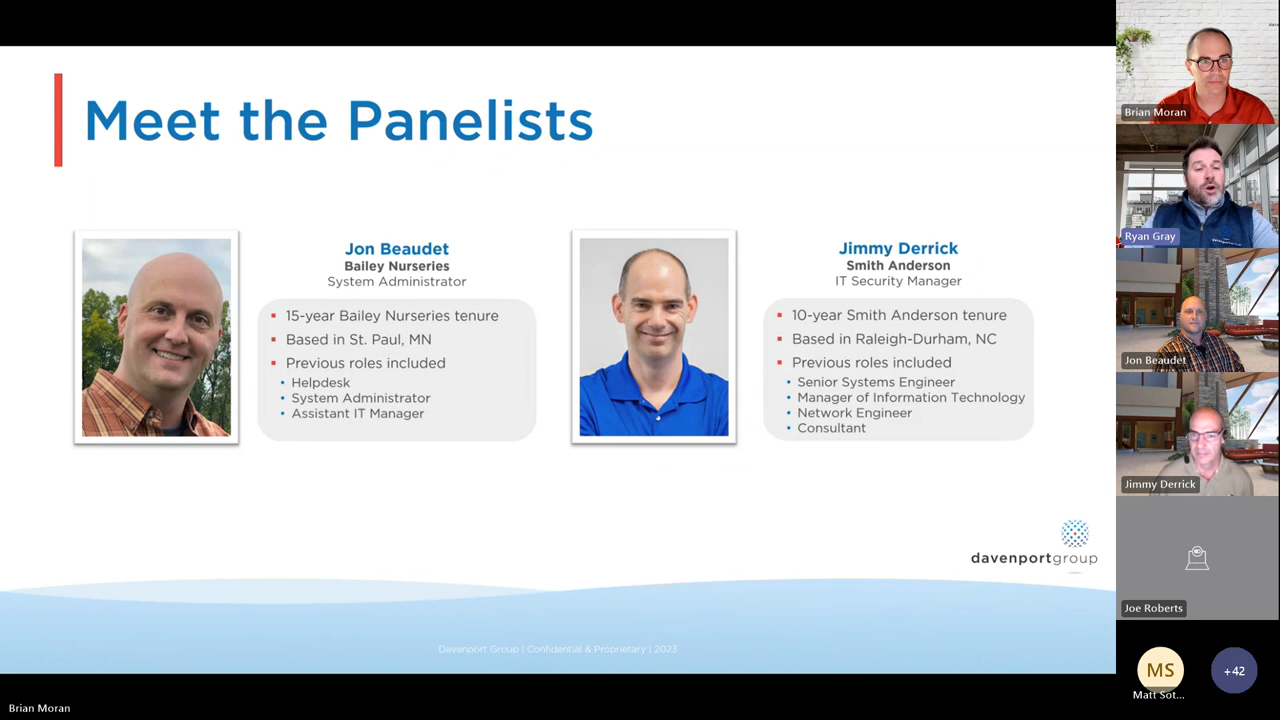 Meet the Panelists
Jon Beaudet
Bailey Nurseries
System Administrator
15-year Bailey Nurseries tenure
Based in St. Paul, MN
Previous roles included
Helpdesk
System Administrator
Assistant IT Manager
Jimmy Derrick
Smith Anderson
IT Security Manager
10-year Smith Anderson tenure
Based in Raleigh-Durham, NC
Previous roles included
Senior Systems Engineer
Manager of Information Technology
Network Engineer
Consultant
davenportgroup
Davenport Group | Confidential & Proprietary | 2023
Brian Moran
Brian Moran
Ryan Gray
Jon Beaudet
Jimmy Derrick
Joe Roberts
MS
Matt Sot...
+42